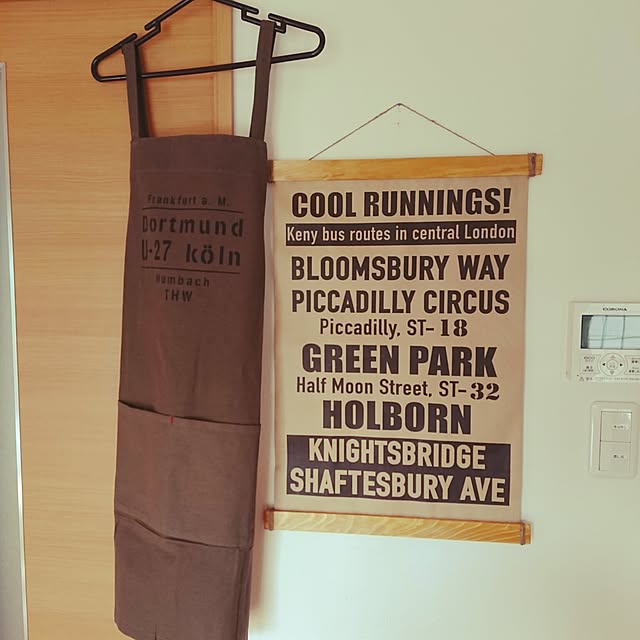 Frankfurt a. M.
Dortmund
U-27 köln
Hombach
THW
COOL RUNNINGS!
Keny bus routes in central London
BLOOMSBURY WAY
PICCADILLY CIRCUS
Piccadilly, ST-18
GREEN PARK
Half Moon Street, ST-32
HOLBORN
KNIGHTSBRIDGE
SHAFTESBURY AVE
CORONA